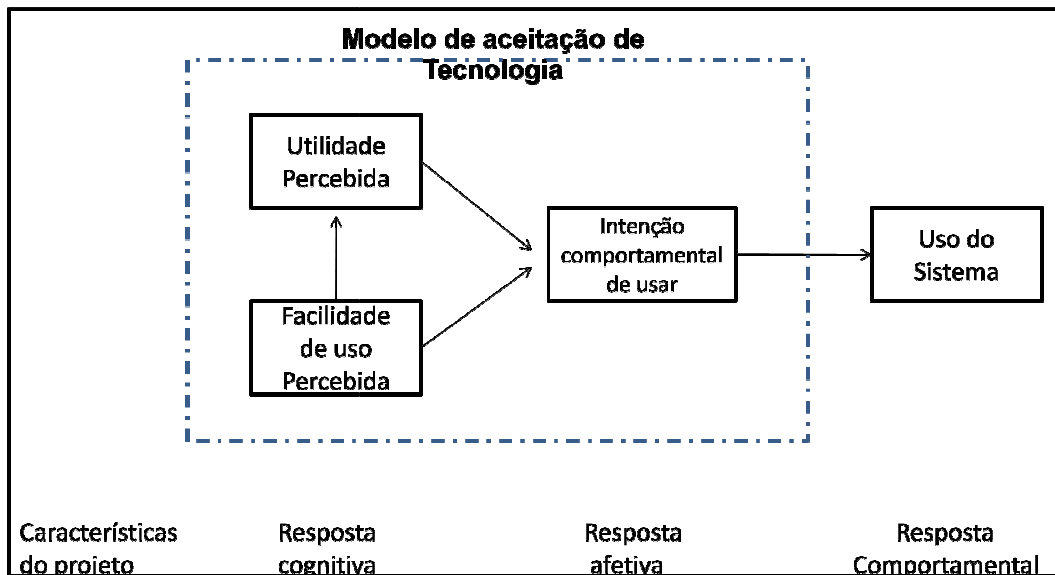 Modelo de aceitação de
Tecnologia
Utilidade
Percebida
Intenção
comportamental
de usar
Uso do
Sistema
Facilidade
de uso
Percebida
Características
do projeto
Resposta
cognitiva
Resposta
afetiva
Resposta
Comportamental